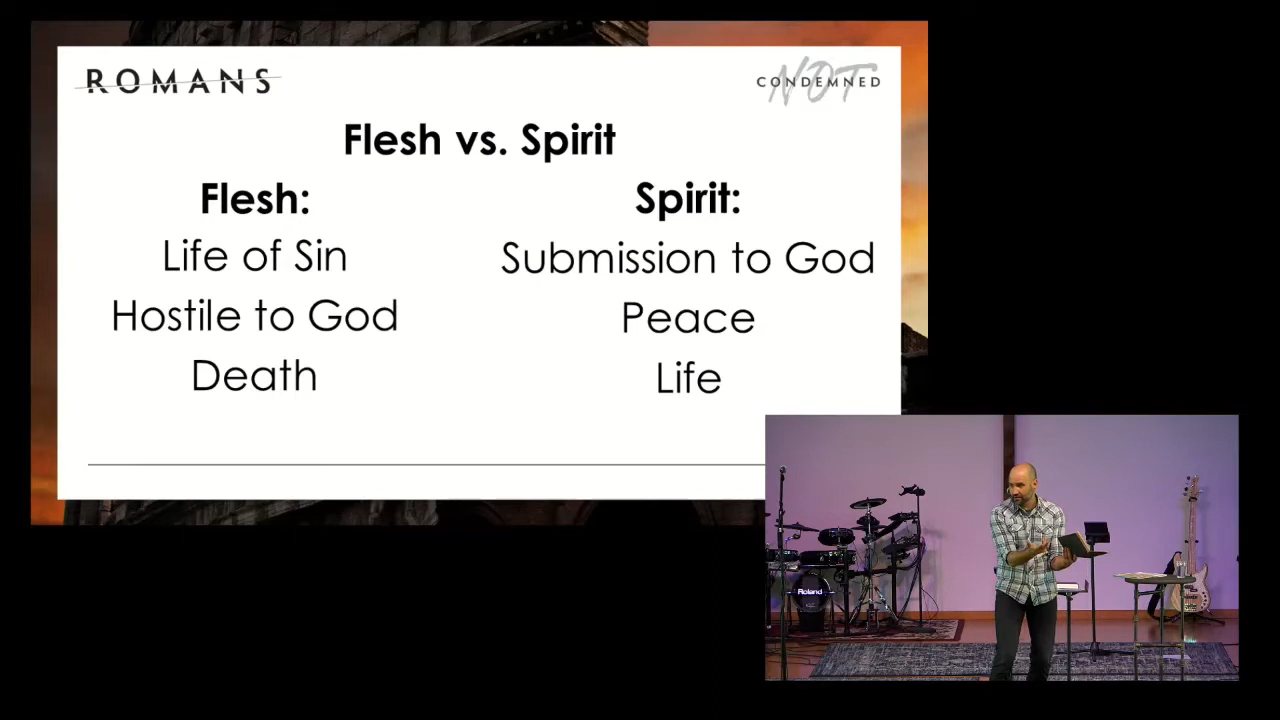 ROMANS
NOT
CONDEMNED
Flesh vs. Spirit
Flesh:
Life of Sin
Hostile to God
Death
Spirit:
Submission to God
Peace
Life
Roland